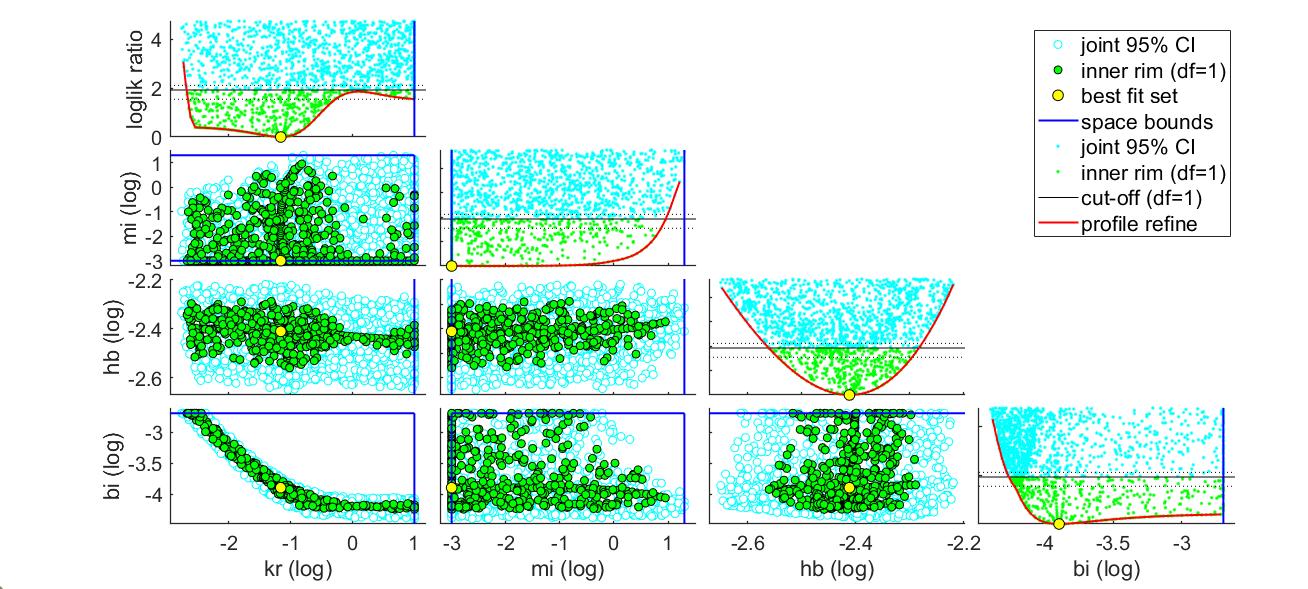 loglik ratio
4
2
0
joint 95% CI
inner rim (df=1)
best fit set
space bounds
joint 95% CI
inner rim (df=1)
cut-off (df=1)
profile refine
mi (log)
1
0
-1
-2
-3
hb (log)
-2.2
-2.4
-2.6
bi (log)
-3
-3.5
-4
-2 -1 0 1
-3 -2 -1 0 1
-2.6 -2.4 -2.2
-4 -3.5 -3
kr (log)
mi (log)
hb (log)
bi (log)